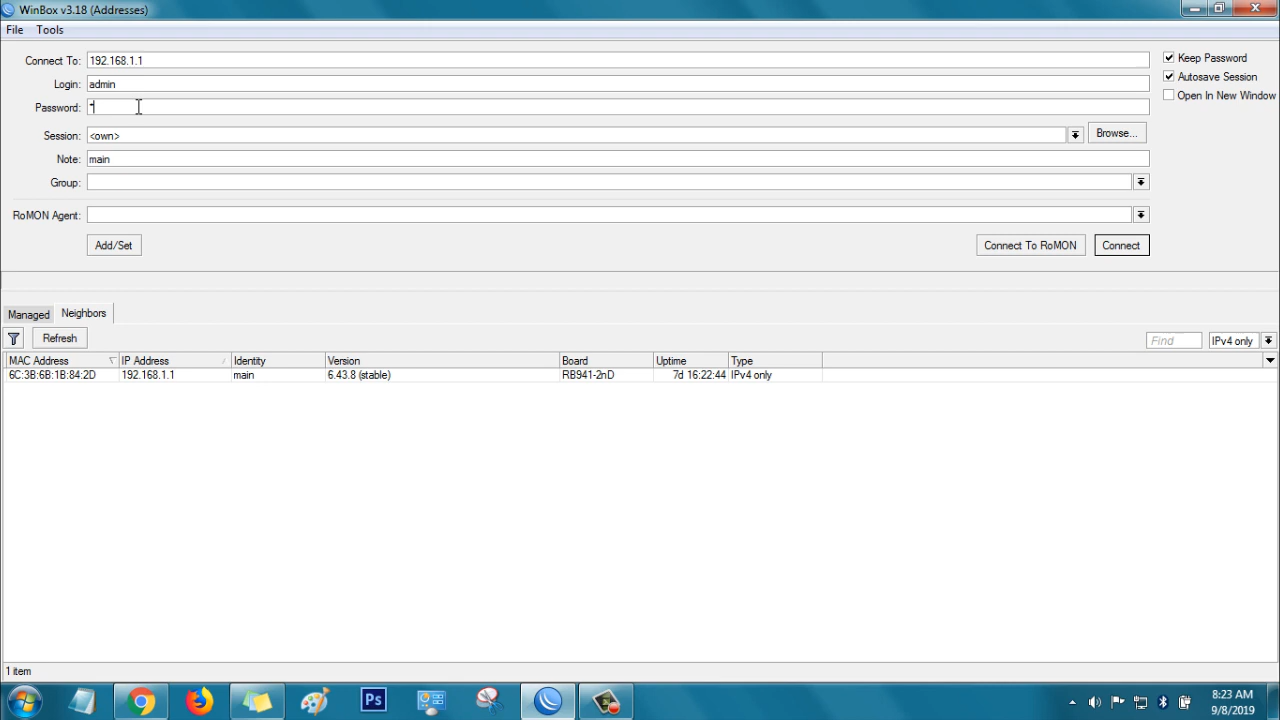 WinBox v3.18 (Addresses)
File Tools
Connect To: 192.168.1.1
Keep Password
Login: admin
Autosave Session
Open In New Window
Password: *
Session: <own>
Browse...
Note: main
Group:
RoMON Agent:
Add/Set
Connect To RoMON
Connect
Managed
Neighbors
Refresh
Find
IPv4 only
MAC Address IP Address Identity Version Board Uptime Type
6C:3B:6B:1B:84:2D 192.168.1.1 main 6.43.8 (stable) RB941-2nD 7d 16:22:44 IPv4 only
1 item
Ps
8:23 AM
9/8/2019